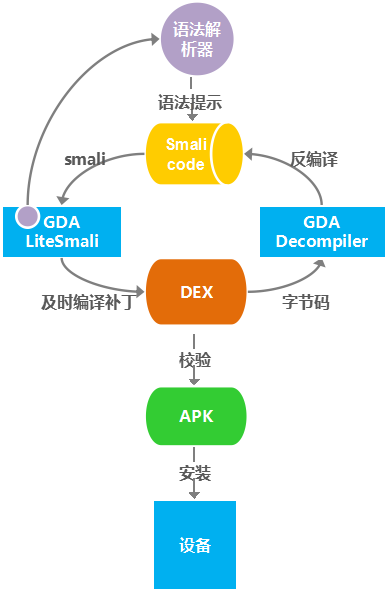 语法解
析器
语法提示
Smali
code
smali
反编译
GDA
LiteSmali
GDA
Decompiler
及时编译补丁
DEX
字节码
校验
APK
安装
设备